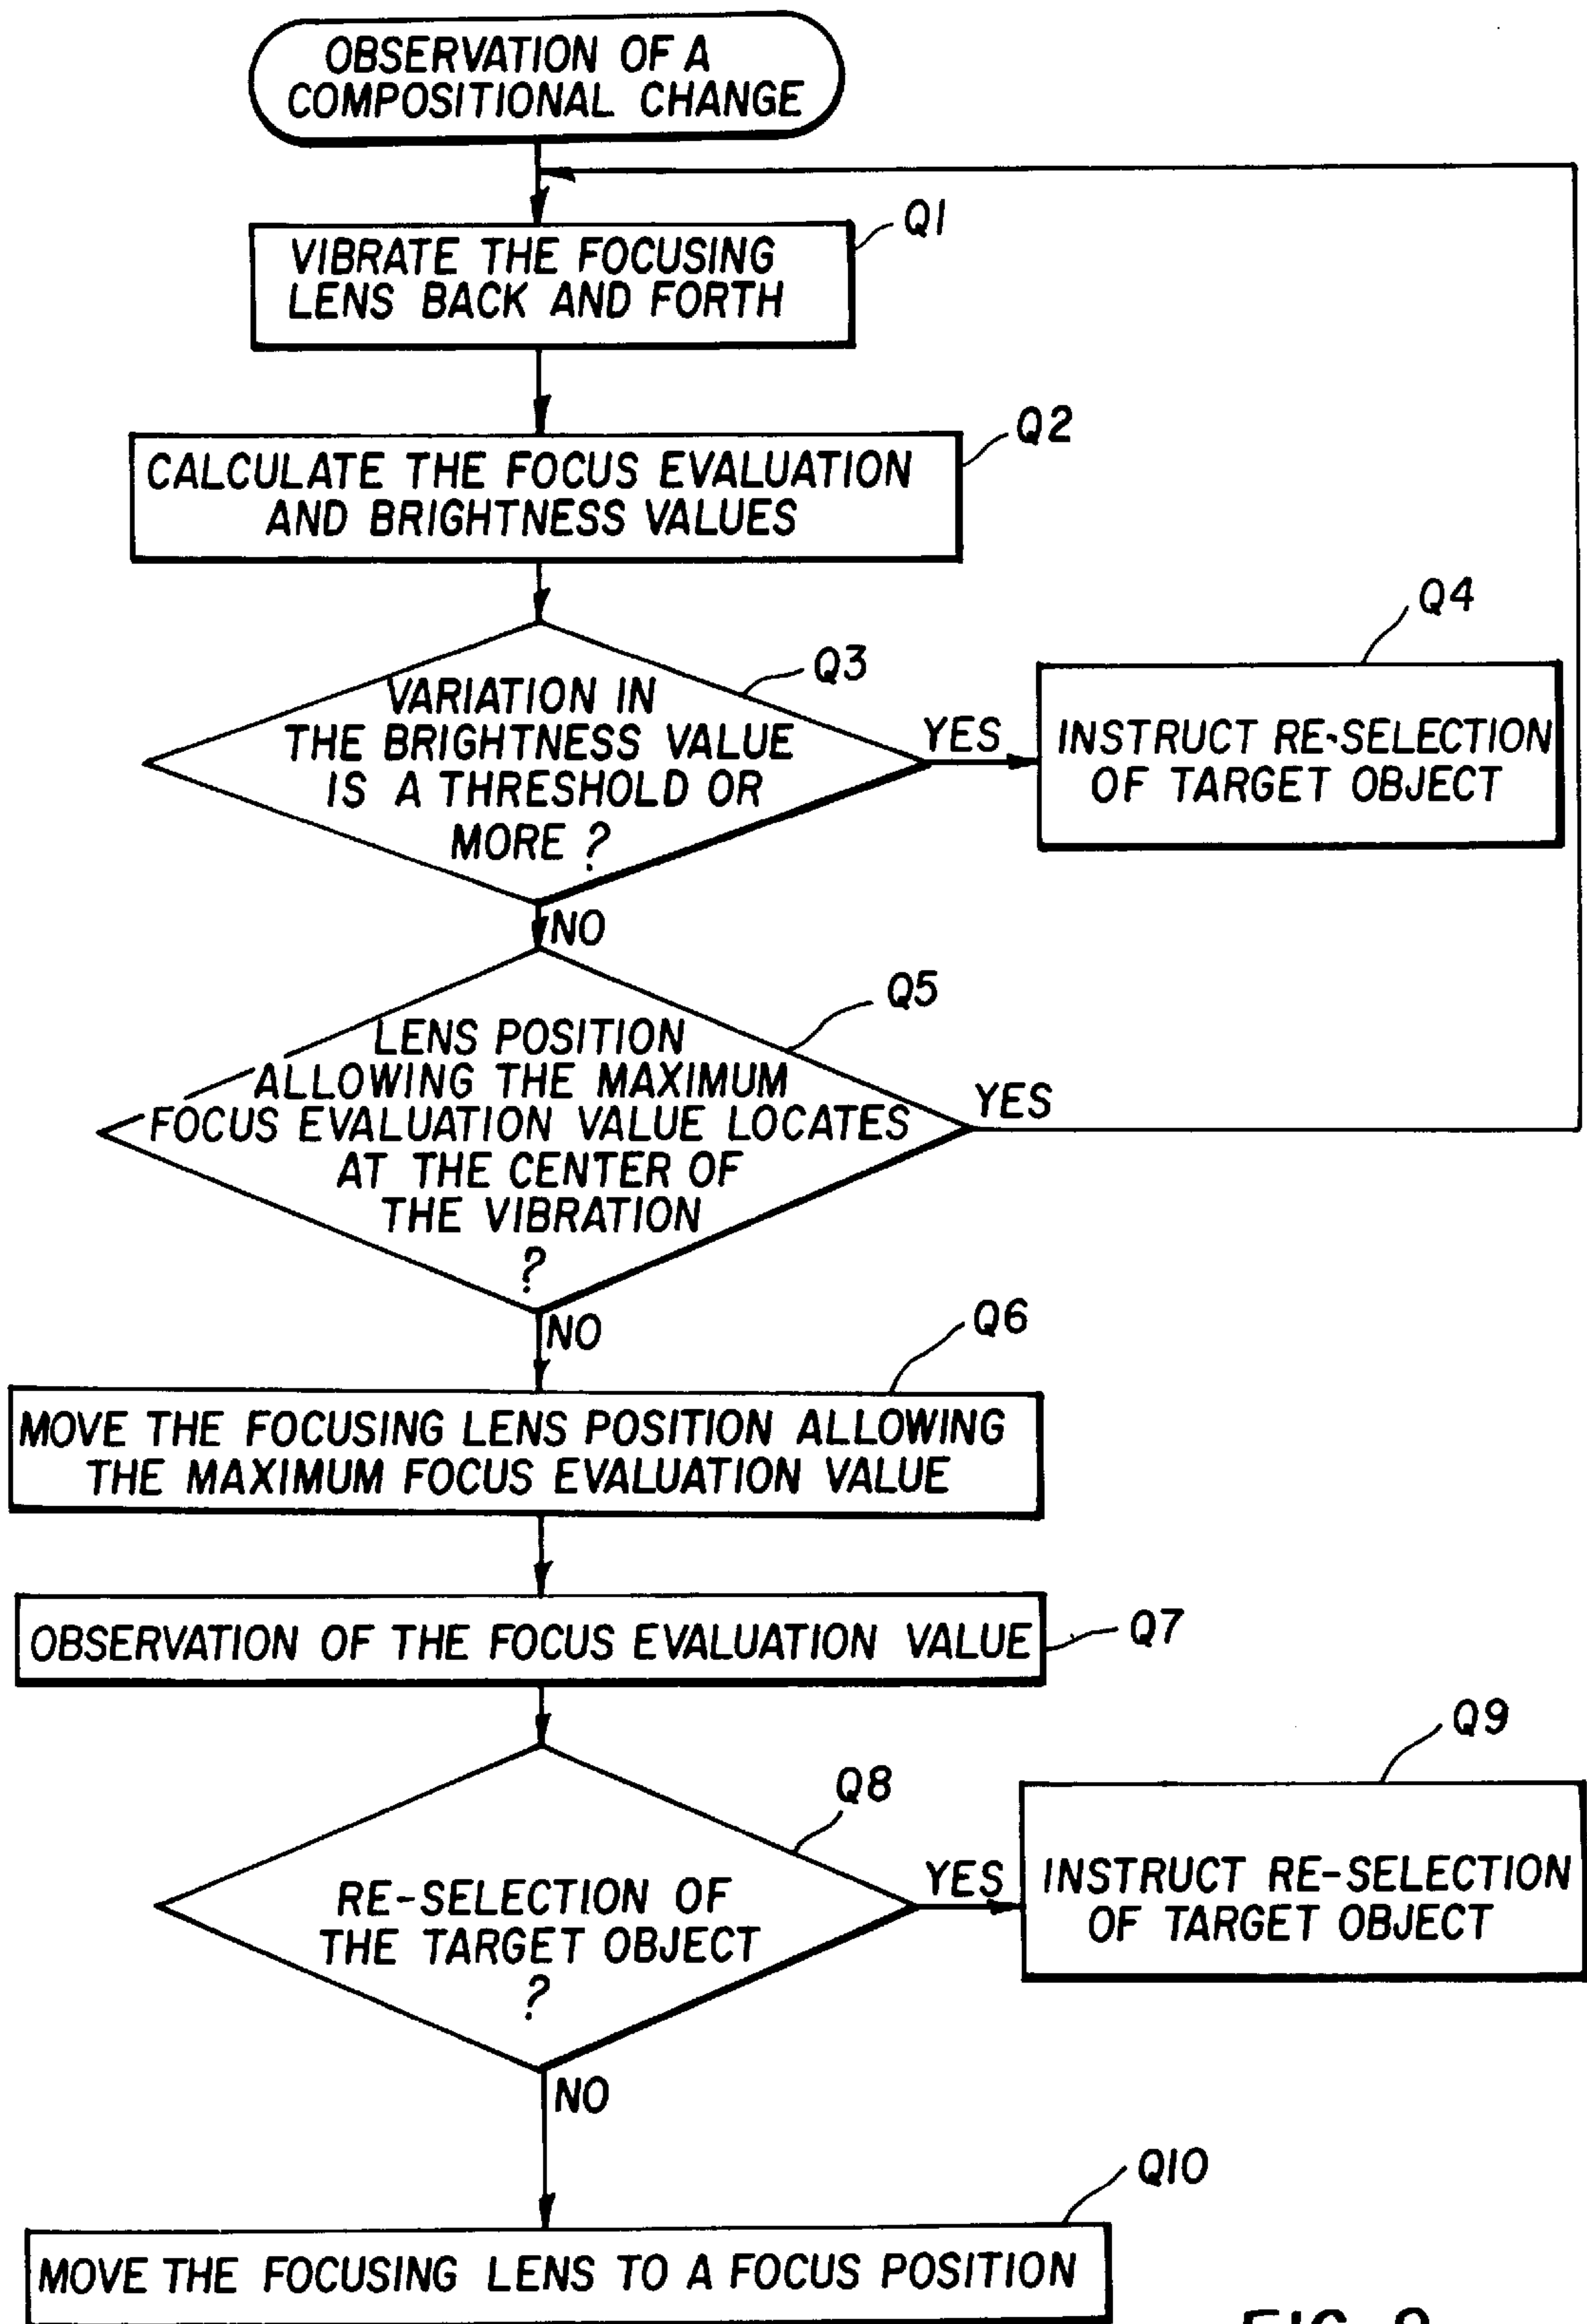 OBSERVATION OF A
COMPOSITIONAL CHANGE
Q1
VIBRATE THE FOCUSING
LENS BACK AND FORTH
Q2
CALCULATE THE FOCUS EVALUATION
AND BRIGHTNESS VALUES
Q3
VARIATION IN
THE BRIGHTNESS VALUE
IS A THRESHOLD OR
MORE ?
YES
Q4
INSTRUCT RE-SELECTION
OF TARGET OBJECT
NO
Q5
LENS POSITION
ALLOWING THE MAXIMUM
FOCUS EVALUATION VALUE LOCATES
AT THE CENTER OF
THE VIBRATION
?
YES
NO
Q6
MOVE THE FOCUSING LENS POSITION ALLOWING
THE MAXIMUM FOCUS EVALUATION VALUE
OBSERVATION OF THE FOCUS EVALUATION VALUE
Q7
Q8
RE-SELECTION OF
THE TARGET OBJECT
?
YES
Q9
INSTRUCT RE-SELECTION
OF TARGET OBJECT
NO
Q10
MOVE THE FOCUSING LENS TO A FOCUS POSITION